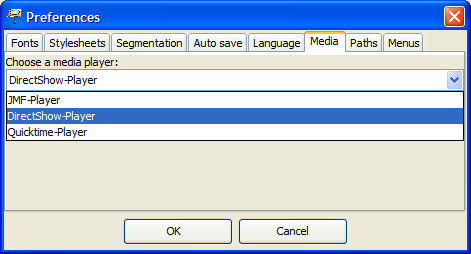 Preferences
Fonts Stylesheets Segmentation Auto save Language Media Paths Menus
Choose a media player:
DirectShow-Player
JMF-Player
DirectShow-Player
Quicktime-Player
OK Cancel